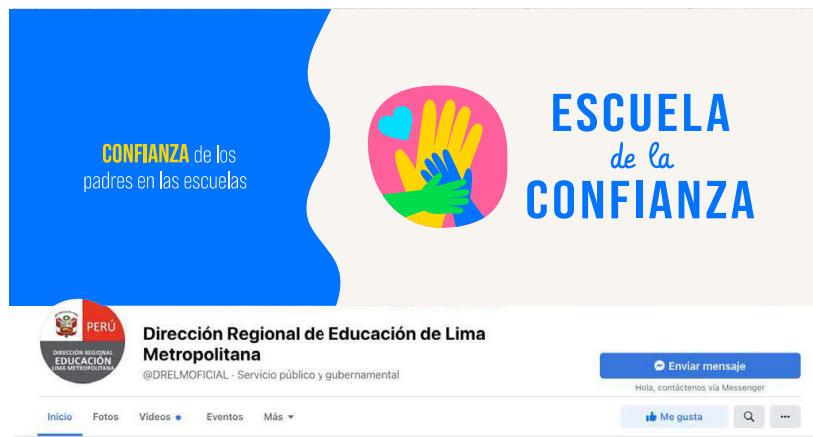 CONFIANZA de los
padres en las escuelas
ESCUELA
de la
CONFIANZA
PERÚ
DIRECCIÓN REGIONAL
EDUCACIÓN
LIMA METROPOLITANA
Dirección Regional de Educación de Lima
Metropolitana
@DRELMOFICIAL · Servicio público y gubernamental
Enviar mensaje
Hola, contáctenos vía Messenger
Inicio Fotos Videos Eventos Más
Me gusta